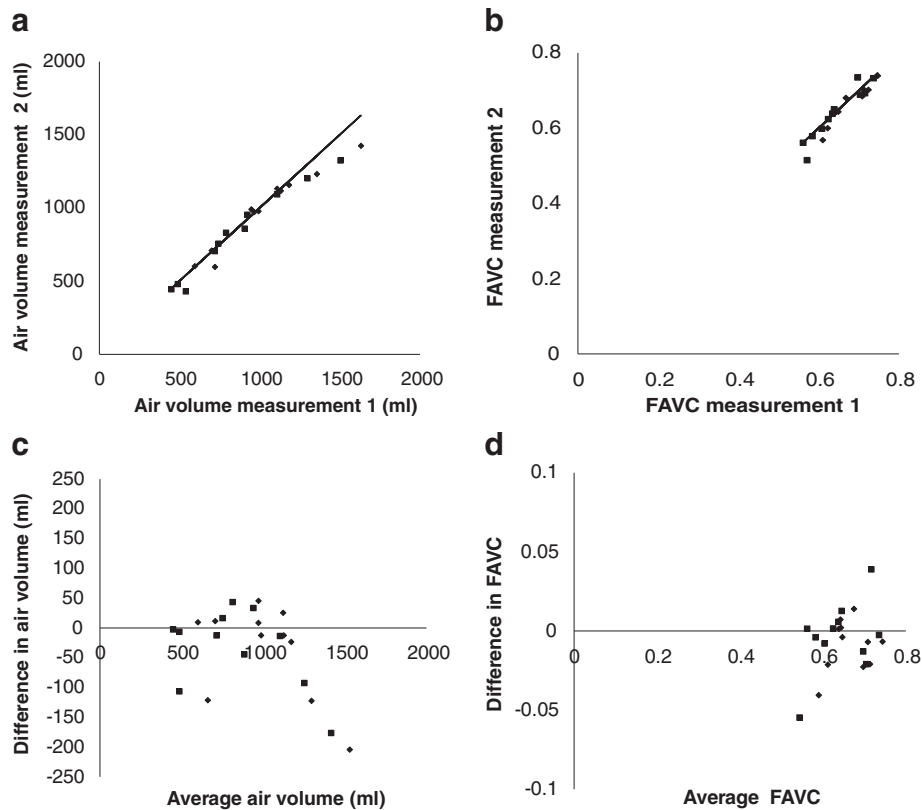 a
2000
1500
1000
500
0
0 500 1000 1500 2000
Air volume measurement 2 (ml)
Air volume measurement 1 (ml)
b
0.8
0.6
0.4
0.2
0
0 0.2 0.4 0.6 0.8
FAVC measurement 2
FAVC measurement 1
c
250
200
150
100
50
0
-50
-100
-150
-200
-250
0 500 1000 1500 2000
Difference in air volume (ml)
Average air volume (ml)
d
0.1
0.05
0
-0.05
-0.1
0 0.2 0.4 0.6 0.8
Difference in FAVC
Average FAVC